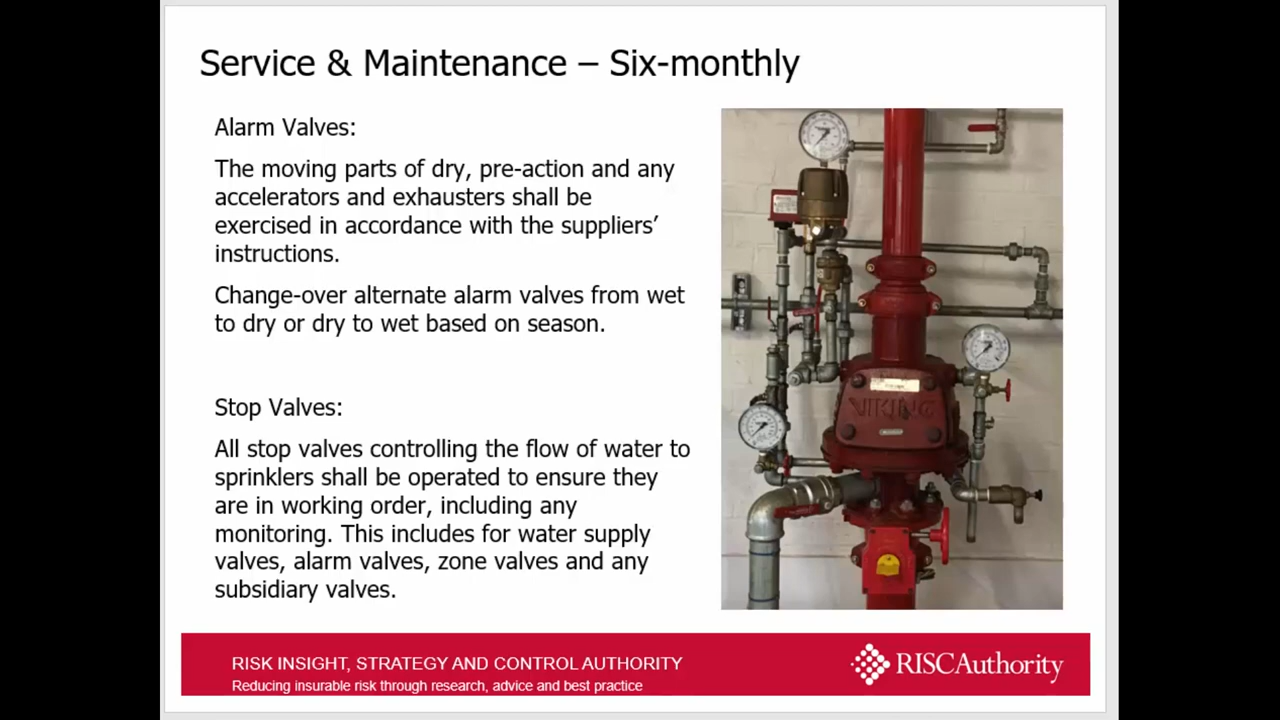 Service & Maintenance – Six-monthly
Alarm Valves:
The moving parts of dry, pre-action and any
accelerators and exhausters shall be
exercised in accordance with the suppliers’
instructions.
Change-over alternate alarm valves from wet
to dry or dry to wet based on season.
Stop Valves:
All stop valves controlling the flow of water to
sprinklers shall be operated to ensure they
are in working order, including any
monitoring. This includes for water supply
valves, alarm valves, zone valves and any
subsidiary valves.
VIKING
RISK INSIGHT, STRATEGY AND CONTROL AUTHORITY
Reducing insurable risk through research, advice and best practice
RISCAuthority